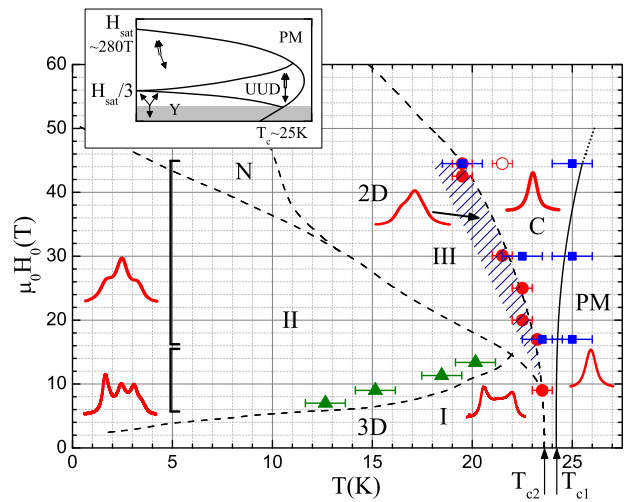 H_sat
~280T
PM
H_sat/3
UUD
Y
T_c~25K
60
50
40
30
20
10
0
μ₀H₀(T)
N
2D
C
III
II
PM
I
3D
0
5
10
15
20
25
T(K)
T_c2
T_c1